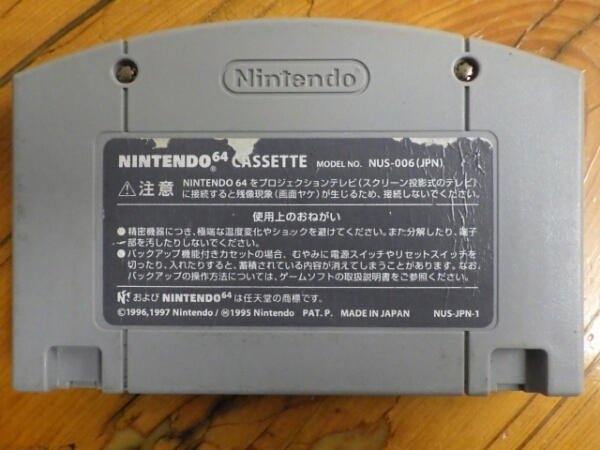 Nintendo
NINTENDO64® CASSETTE MODEL NO. NUS-006(JPN)
⚠注意 NINTENDO 64 をプロジェクションテレビ(スクリーン投影式のテレビ)
に接続すると残像現象(画面ヤケ)が生じるため、接続しないでください。
使用上のおねがい
●精密機器につき、極端な温度変化やショックを避けてください。また分解したり、端子
部を汚したりしないでください。
●バックアップ機能付きカセットの場合、むやみに電源スイッチやリセットスイッチを
切ったり、入れたりすると、蓄積されている内容が消えてしまうことがあります。なお、
バックアップの操作方法については、ゲームソフトの取扱説明書をご参照ください。
および NINTENDO64 は任天堂の商標です。
©1996,1997 Nintendo / Ⓜ1995 Nintendo PAT. P. MADE IN JAPAN NUS-JPN-1